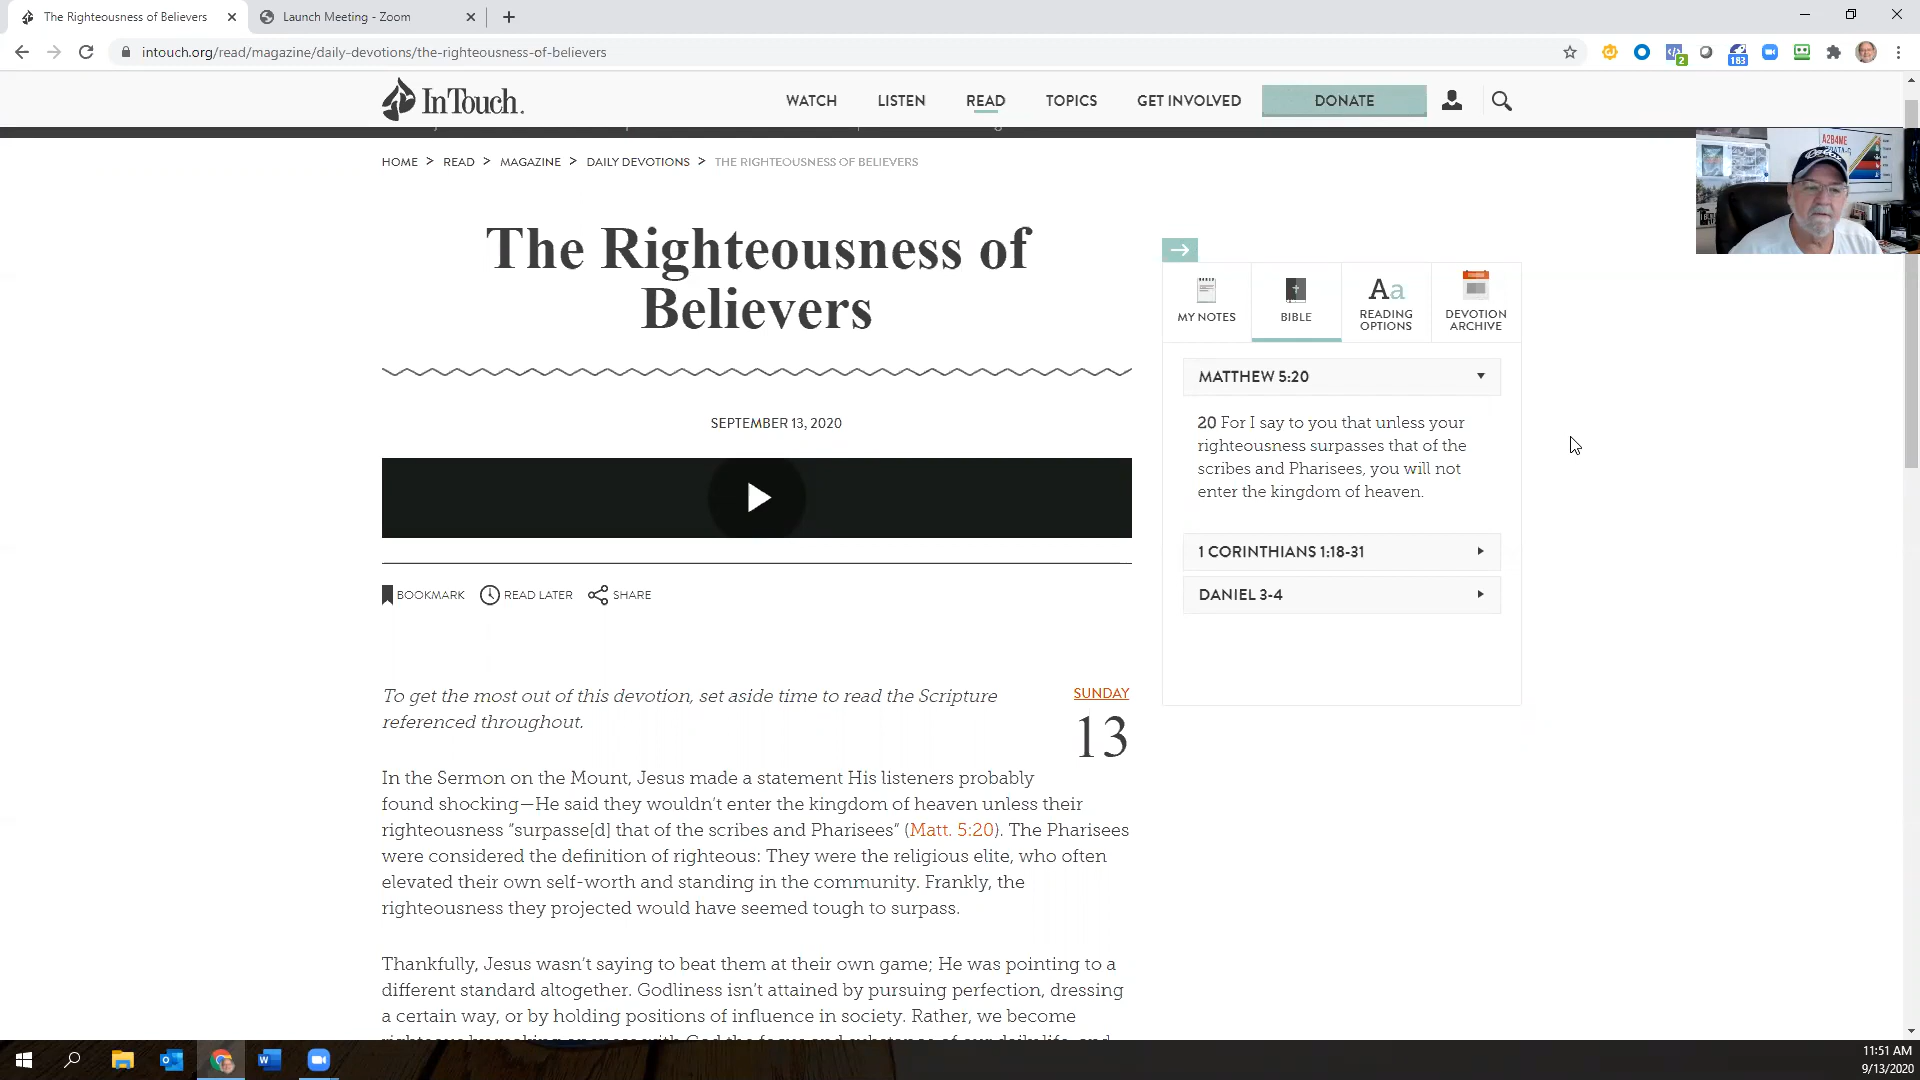 The Righteousness of Believers
Launch Meeting - Zoom
intouch.org/read/magazine/daily-devotions/the-righteousness-of-believers
2
183
InTouch.
WATCH
LISTEN
READ
TOPICS
GET INVOLVED
DONATE
HOME > READ > MAGAZINE > DAILY DEVOTIONS > THE RIGHTEOUSNESS OF BELIEVERS
A2B4ME
The Righteousness of
Believers
SEPTEMBER 13, 2020
BOOKMARK
READ LATER
SHARE
To get the most out of this devotion, set aside time to read the Scripture
referenced throughout.
SUNDAY
13
In the Sermon on the Mount, Jesus made a statement His listeners probably
found shocking—He said they wouldn't enter the kingdom of heaven unless their
righteousness "surpasse[d] that of the scribes and Pharisees" (Matt. 5:20). The Pharisees
were considered the definition of righteous: They were the religious elite, who often
elevated their own self-worth and standing in the community. Frankly, the
righteousness they projected would have seemed tough to surpass.
Thankfully, Jesus wasn't saying to beat them at their own game; He was pointing to a
different standard altogether. Godliness isn't attained by pursuing perfection, dressing
a certain way, or by holding positions of influence in society. Rather, we become
MY NOTES
BIBLE
Aa
READING
OPTIONS
DEVOTION
ARCHIVE
MATTHEW 5:20
20 For I say to you that unless your
righteousness surpasses that of the
scribes and Pharisees, you will not
enter the kingdom of heaven.
1 CORINTHIANS 1:18-31
DANIEL 3-4
11:51 AM
9/13/2020